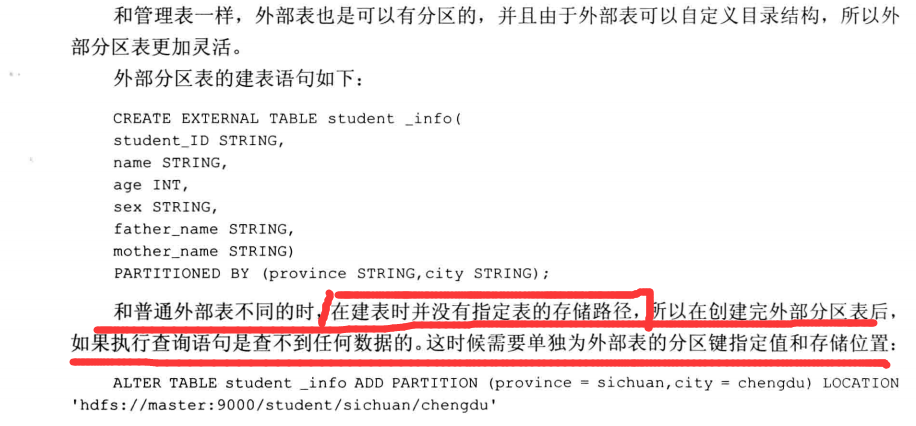 和管理表一样，外部表也是可以有分区的，并且由于外部表可以自定义目录结构，所以外
部分区表更加灵活。
外部分区表的建表语句如下：
CREATE EXTERNAL TABLE student _info(
student_ID STRING,
name STRING,
age INT,
sex STRING,
father_name STRING,
mother_name STRING)
PARTITIONED BY (province STRING,city STRING);
和普通外部表不同的时，在建表时并没有指定表的存储路径，所以在创建完外部分区表后，
如果执行查询语句是查不到任何数据的。这时候需要单独为外部表的分区键指定值和存储位置：
ALTER TABLE student _info ADD PARTITION (province = sichuan,city = chengdu) LOCATION
'hdfs://master:9000/student/sichuan/chengdu'